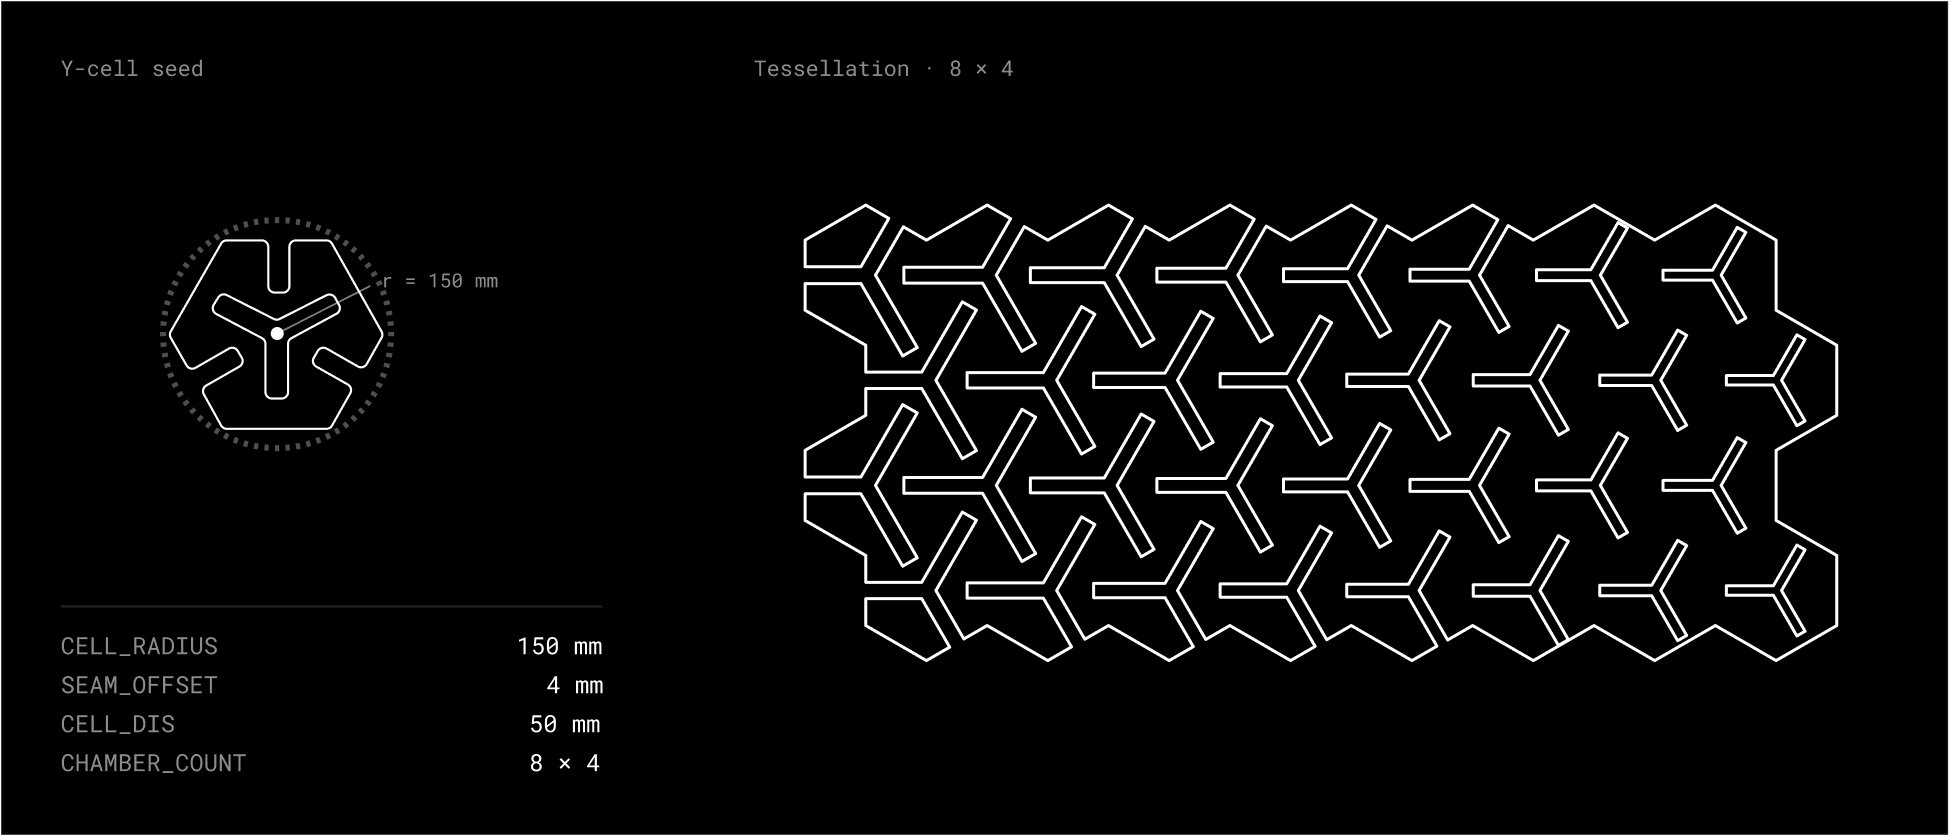 Y-cell seed
Tessellation · 8 × 4
r = 150 mm
CELL_RADIUS 150 mm
SEAM_OFFSET 4 mm
CELL_DIS 50 mm
CHAMBER_COUNT 8 × 4